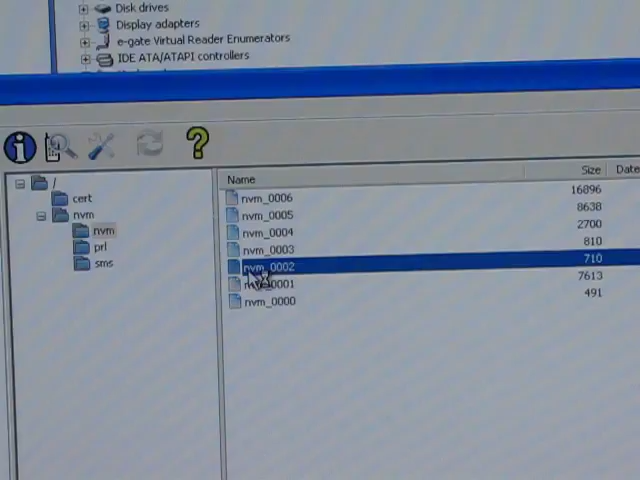 Disk drives
Display adapters
e-gate Virtual Reader Enumerators
IDE ATA/ATAPI controllers
/
cert
nvm
nvm
prl
sms
Name Size Date
nvm_0006 16896
nvm_0005 8638
nvm_0004 2700
nvm_0003 810
nvm_0002 710
nvm_0001 7613
nvm_0000 491